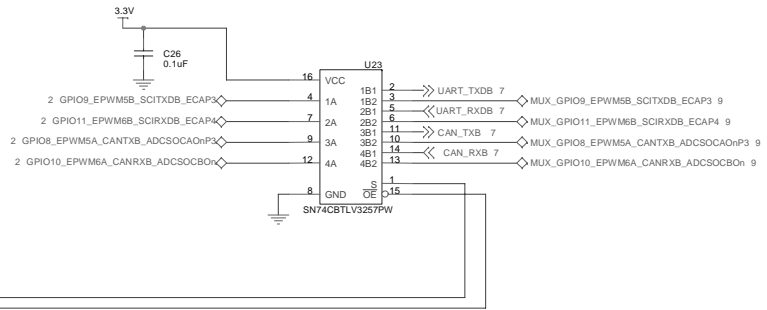 3.3V
C26
0.1uF
U23
16 VCC
1B1 2 UART_TXDB 7
2 GPIO9_EPWM5B_SCITXDB_ECAP3 4 1A 1B2 3 MUX_GPIO9_EPWM5B_SCITXDB_ECAP3 9
2B1 5 UART_RXDB 7
2 GPIO11_EPWM6B_SCIRXDB_ECAP4 7 2A 2B2 6 MUX_GPIO11_EPWM6B_SCIRXDB_ECAP4 9
3B1 11 CAN_TXB 7
2 GPIO8_EPWM5A_CANTXB_ADCSOCAOnP3 9 3A 3B2 10 MUX_GPIO8_EPWM5A_CANTXB_ADCSOCAOnP3 9
4B1 14 CAN_RXB 7
2 GPIO10_EPWM6A_CANRXB_ADCSOCBOn 12 4A 4B2 13 MUX_GPIO10_EPWM6A_CANRXB_ADCSOCBOn 9
S 1
8 GND OE 15
SN74CBTLV3257PW